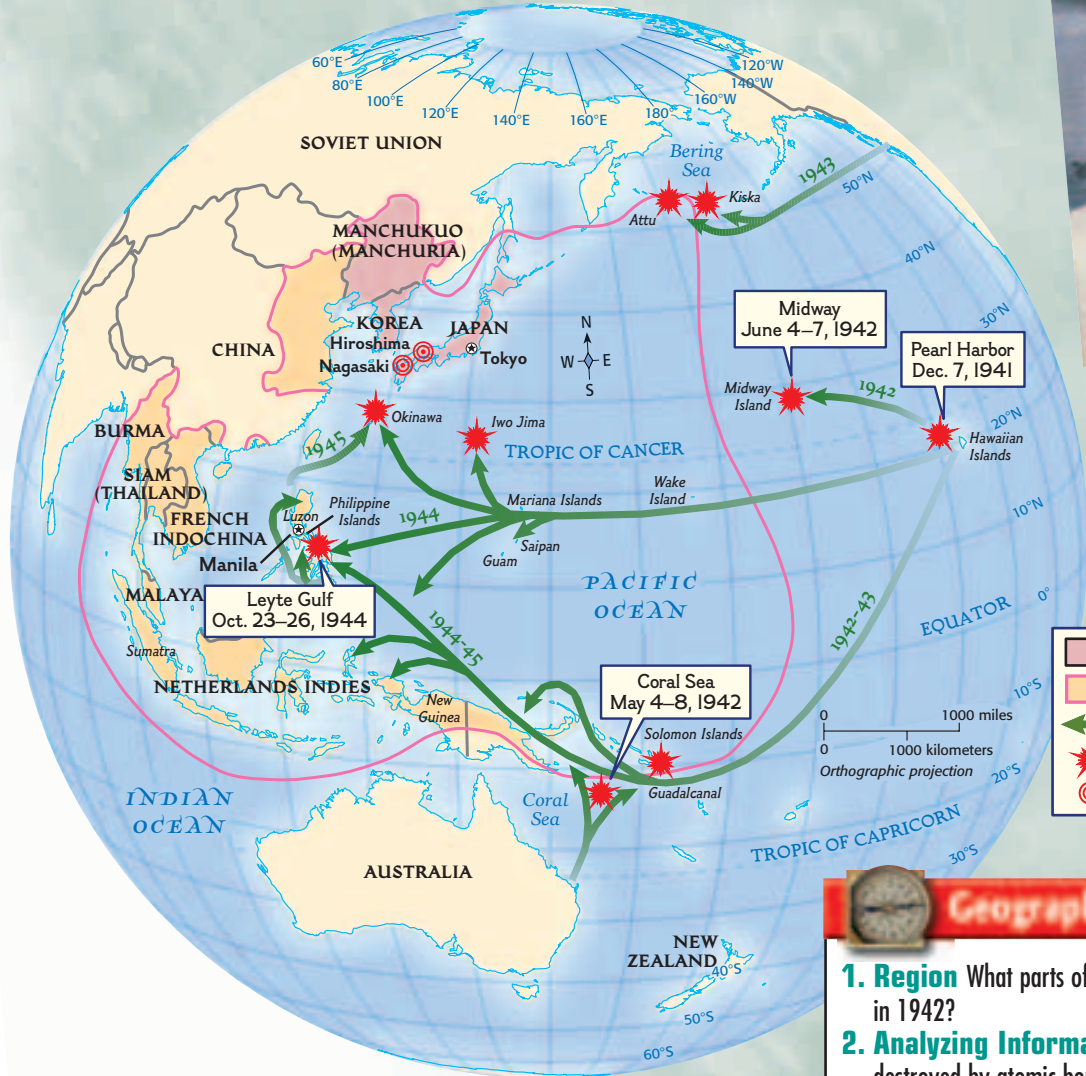 60°E
80°E
100°E
120°E
140°E
160°E
180°
160°W
140°W
120°W
SOVIET UNION
Bering
Sea
1943
50°N
Attu
Kiska
MANCHUKUO
(MANCHURIA)
40°N
Midway
June 4–7, 1942
30°N
KOREA
JAPAN
Hiroshima
CHINA
Nagasaki
Tokyo
N
W
E
S
Pearl Harbor
Dec. 7, 1941
Midway
Island
1942
20°N
Okinawa
Iwo Jima
Hawaiian
Islands
BURMA
1945
TROPIC OF CANCER
SIAM
(THAILAND)
Wake
Island
Mariana Islands
10°N
Philippine
Islands
Luzon
1944
FRENCH
INDOCHINA
Saipan
Guam
Manila
PACIFIC
OCEAN
MALAYA
Leyte Gulf
Oct. 23–26, 1944
EQUATOR
0°
1942-43
1944-45
Sumatra
Coral Sea
May 4–8, 1942
NETHERLANDS INDIES
10°S
New
Guinea
0
1000 miles
0
1000 kilometers
Orthographic projection
Solomon Islands
20°S
Guadalcanal
INDIAN
OCEAN
Coral
Sea
TROPIC OF CAPRICORN
30°S
AUSTRALIA
NEW
ZEALAND
40°S
50°S
60°S
Geograph
1. Region What parts of
in 1942?
2. Analyzing Informa
destroyed by atomic bo